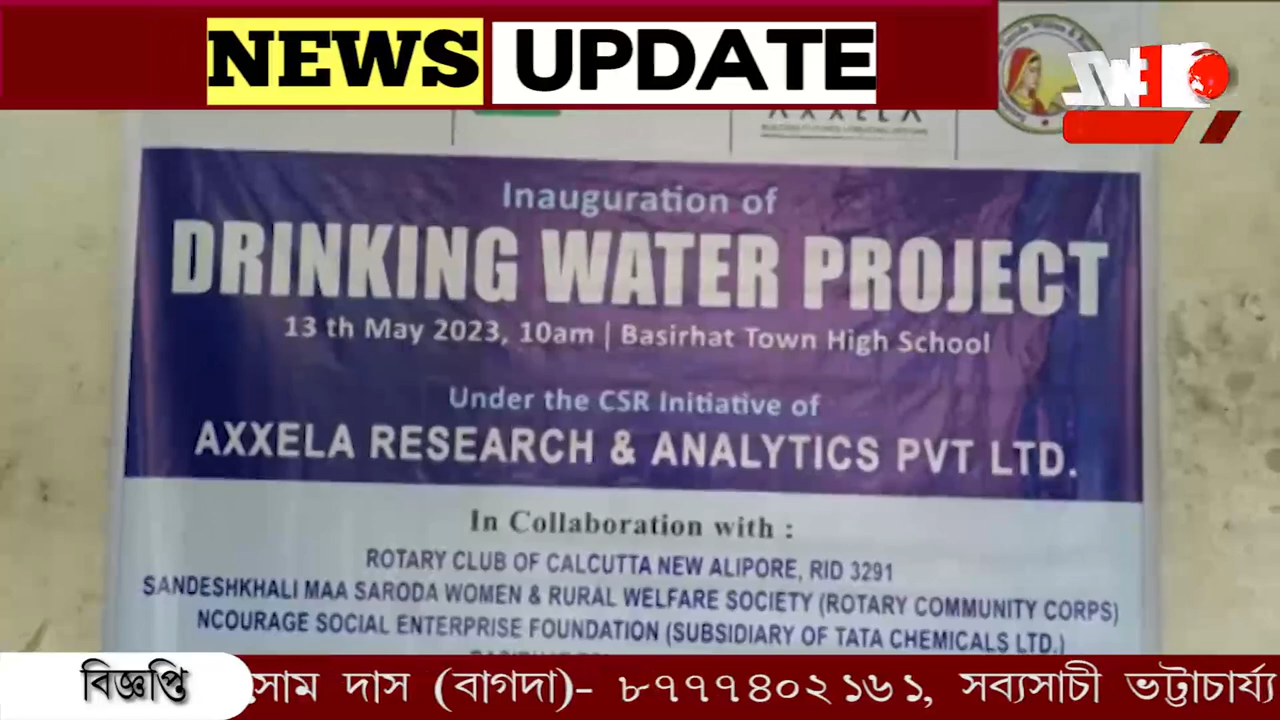 NEWS UPDATE
AXXELA
Inauguration of
DRINKING WATER PROJECT
13 th May 2023, 10am | Basirhat Town High School
Under the CSR Initiative of
AXXELA RESEARCH & ANALYTICS PVT LTD.
In Collaboration with :
ROTARY CLUB OF CALCUTTA NEW ALIPORE, RID 3291
SANDESHKHALI MAA SARODA WOMEN & RURAL WELFARE SOCIETY (ROTARY COMMUNITY CORPS)
NCOURAGE SOCIAL ENTERPRISE FOUNDATION (SUBSIDIARY OF TATA CHEMICALS LTD.)
বিজ্ঞপ্তি সোম দাস (বাগদা)- ৮৭৭৭৪০২১৬১, সব্যসাচী ভট্টাচার্য্য